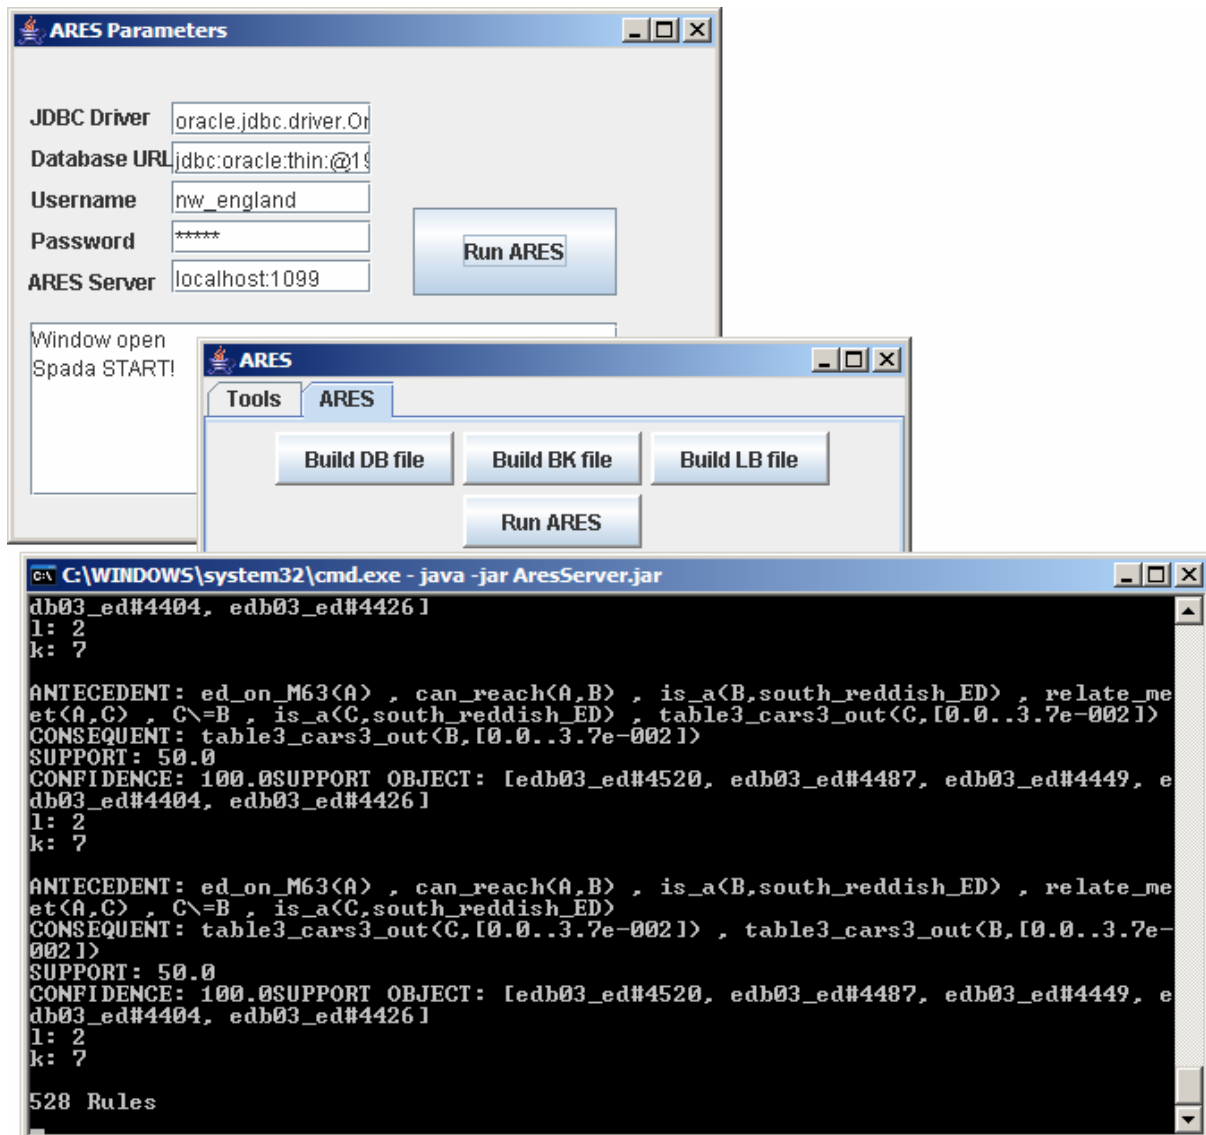 ARES Parameters
JDBC Driver oracle.jdbc.driver.Or
Database URL jdbc:oracle:thin:@19
Username nw_england
Password *****
Run ARES
ARES Server localhost:1099
Window open
Spada START!
ARES
Tools ARES
Build DB file Build BK file Build LB file
Run ARES
C:\WINDOWS\system32\cmd.exe - java -jar AresServer.jar
db03_ed#4404, edb03_ed#4426]
l: 2
k: 7
ANTECEDENT: ed_on_M63(A) , can_reach(A,B) , is_a(B,south_reddish_ED) , relate_me
et(A,C) , C\=B , is_a(C,south_reddish_ED) , table3_cars3_out(C,[0.0..3.7e-002])
CONSEQUENT: table3_cars3_out(B,[0.0..3.7e-002])
SUPPORT: 50.0
CONFIDENCE: 100.0SUPPORT OBJECT: [edb03_ed#4520, edb03_ed#4487, edb03_ed#4449, e
db03_ed#4404, edb03_ed#4426]
l: 2
k: 7
ANTECEDENT: ed_on_M63(A) , can_reach(A,B) , is_a(B,south_reddish_ED) , relate_me
et(A,C) , C\=B , is_a(C,south_reddish_ED)
CONSEQUENT: table3_cars3_out(C,[0.0..3.7e-002]) , table3_cars3_out(B,[0.0..3.7e-
002])
SUPPORT: 50.0
CONFIDENCE: 100.0SUPPORT OBJECT: [edb03_ed#4520, edb03_ed#4487, edb03_ed#4449, e
db03_ed#4404, edb03_ed#4426]
l: 2
k: 7
528 Rules